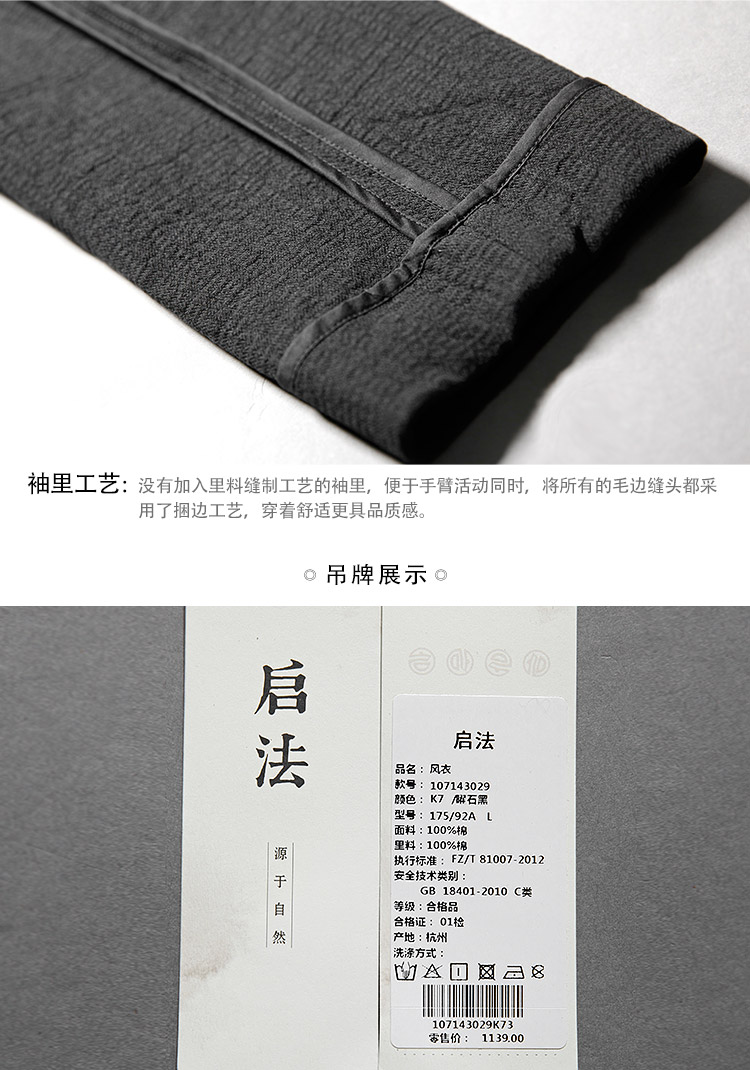 袖里工艺：没有加入里料缝制工艺的袖里，便于手臂活动同时，将所有的毛边缝头都采
用了捆边工艺，穿着舒适更具品质感。
吊牌展示
启法
源于自然
启法
品名：风衣
款号：107143029
颜色：K7 /曜石黑
型号：175/92A L
面料：100%棉
里料：100%棉
执行标准：FZ/T 81007-2012
安全技术类别：
GB 18401-2010 C类
等级：合格品
合格证：01检
产地：杭州
洗涤方式：
107143029K73
零售价：1139.00